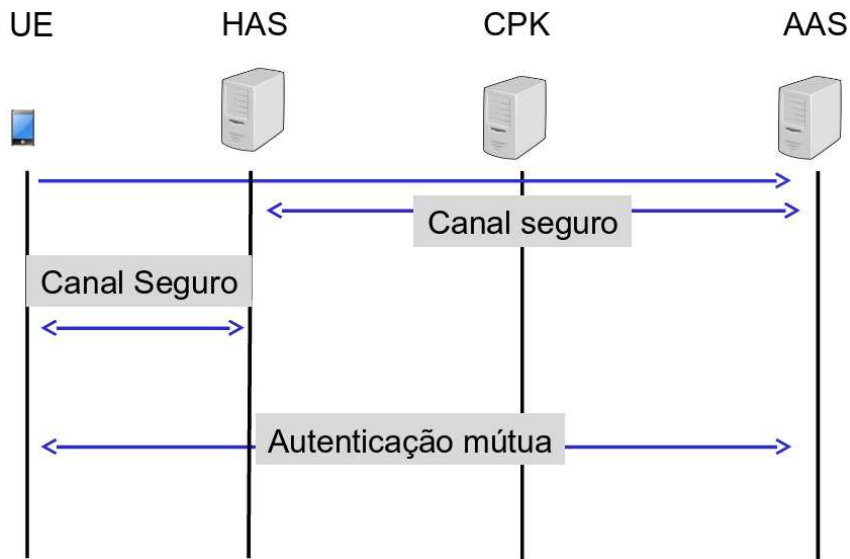 UE HAS CPK AAS
Canal seguro
Canal Seguro
Autenticação mútua